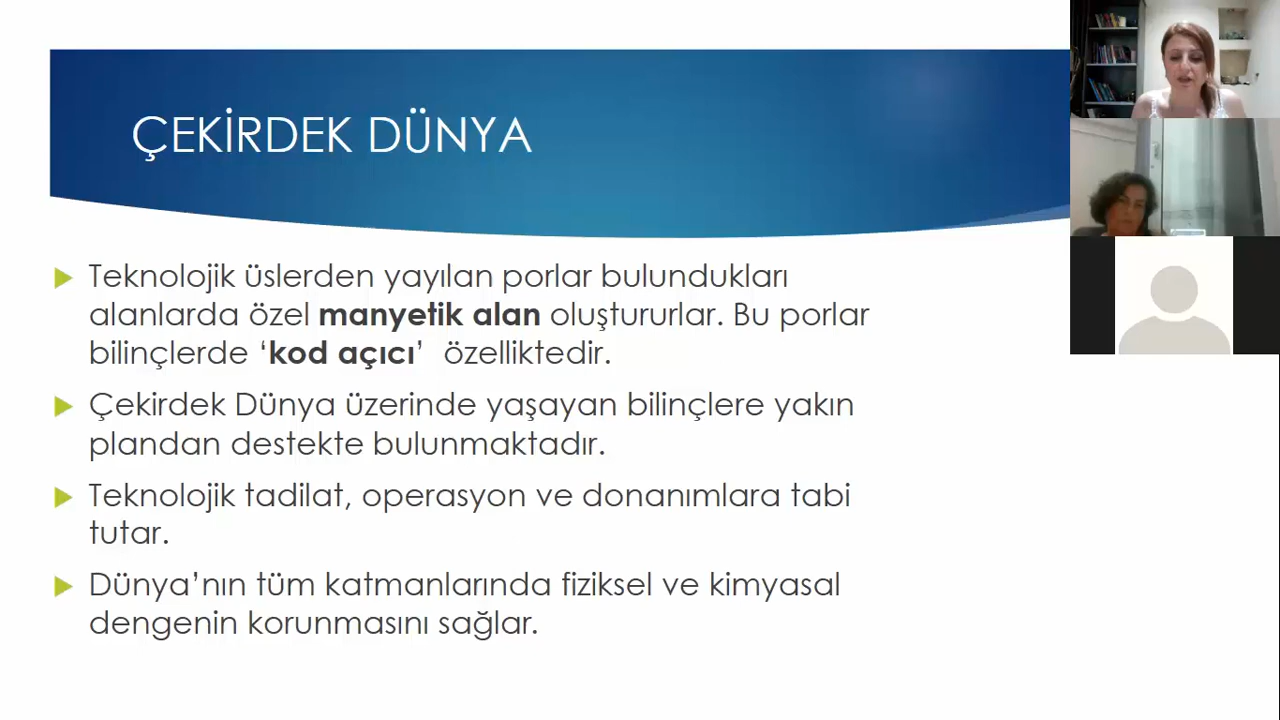 ÇEKİRDEK DÜNYA
Teknolojik üslerden yayılan porlar bulundukları
alanlarda özel manyetik alan oluştururlar. Bu porlar
bilinçlerde ‘kod açıcı’ özelliktedir.
Çekirdek Dünya üzerinde yaşayan bilinçlere yakın
plandan destekte bulunmaktadır.
Teknolojik tadilat, operasyon ve donanımlara tabi
tutar.
Dünya’nın tüm katmanlarında fiziksel ve kimyasal
dengenin korunmasını sağlar.